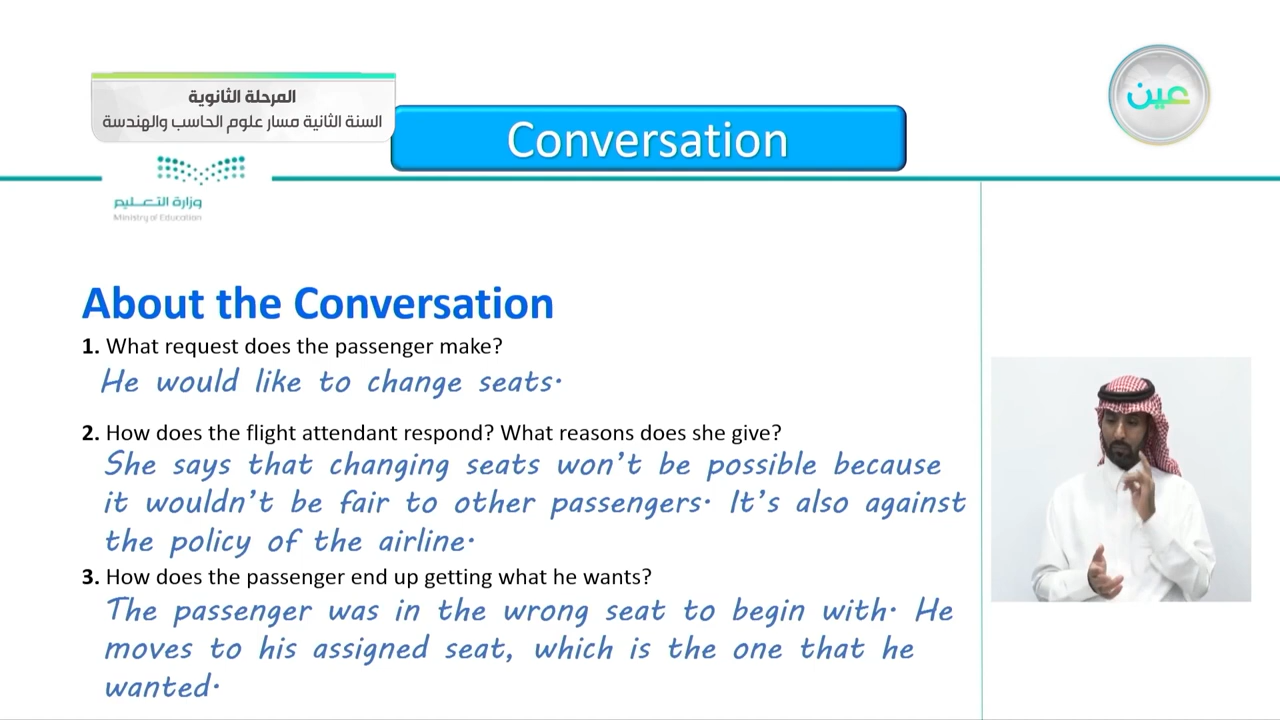 المرحلة الثانوية
السنة الثانية مسار علوم الحاسب والهندسة
Conversation
عين
وزارة التعليم
Ministry of Education
About the Conversation
1. What request does the passenger make?
He would like to change seats.
2. How does the flight attendant respond? What reasons does she give?
She says that changing seats won't be possible because
it wouldn't be fair to other passengers. It's also against
the policy of the airline.
3. How does the passenger end up getting what he wants?
The passenger was in the wrong seat to begin with. He
moves to his assigned seat, which is the one that he
wanted.